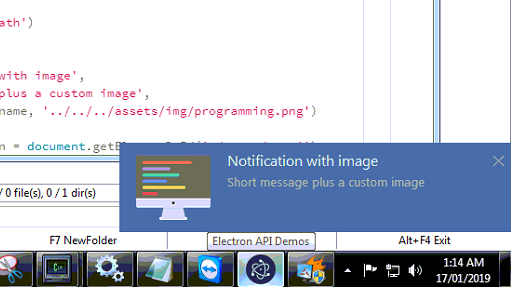 ath')
with image',
plus a custom image',
name, '../../../assets/img/programming.png')
n = document.
Notification with image
Short message plus a custom image
/ 0 file(s), 0 / 1 dir(s)
F7 NewFolder
Electron API Demos
Alt+F4 Exit
1:14 AM
17/01/2019